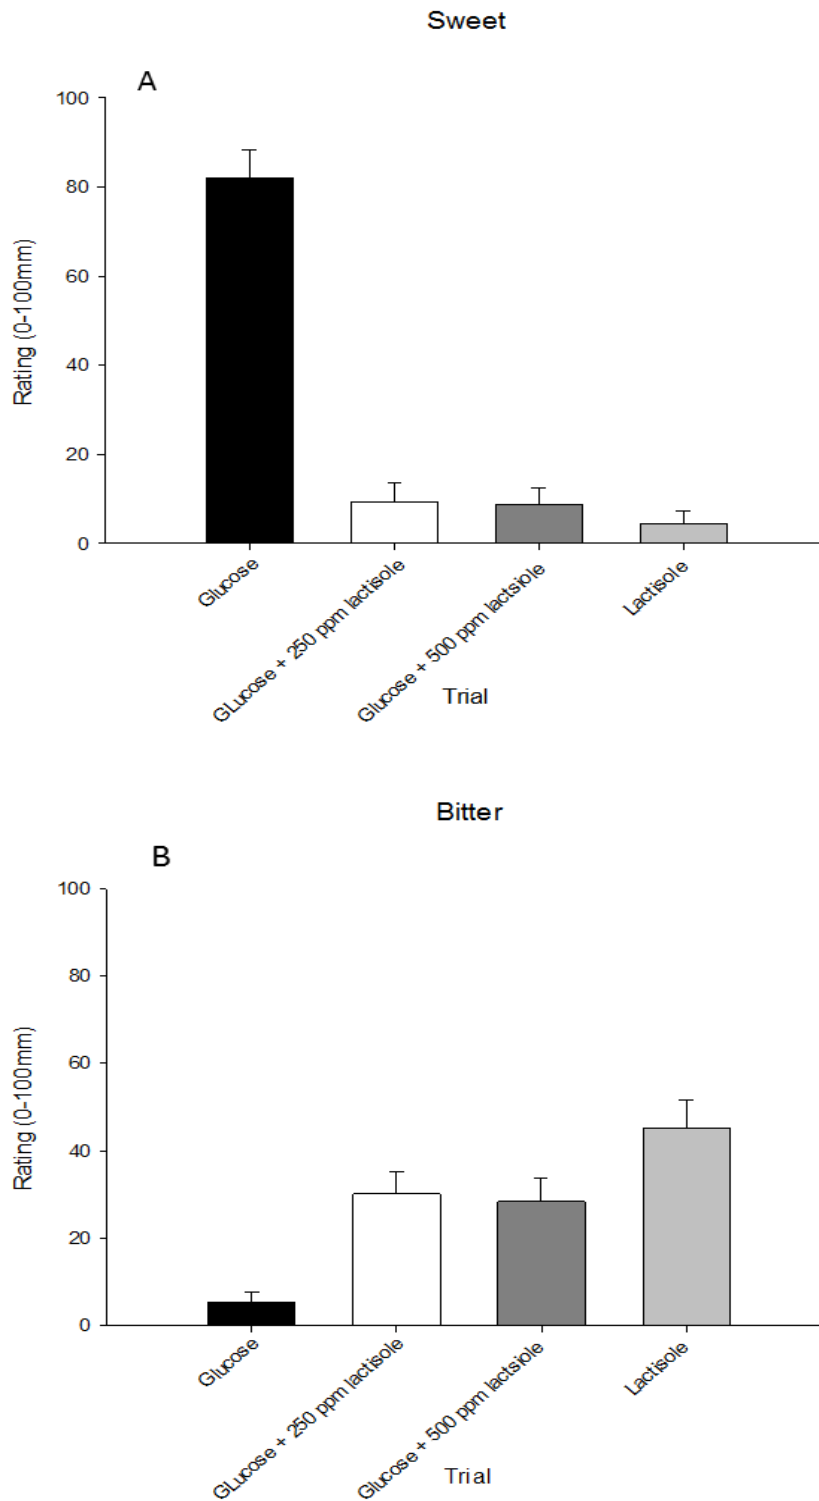 Sweet
A
100
80
60
40
20
0
Rating (0-100mm)
Glucose
GLucose + 250 ppm lactisole
Glucose + 500 ppm lactsiole
Lactisole
Trial
Bitter
B
100
80
60
40
20
0
Rating (0-100mm)
Glucose
GLucose + 250 ppm lactisole
Glucose + 500 ppm lactsiole
Lactisole
Trial